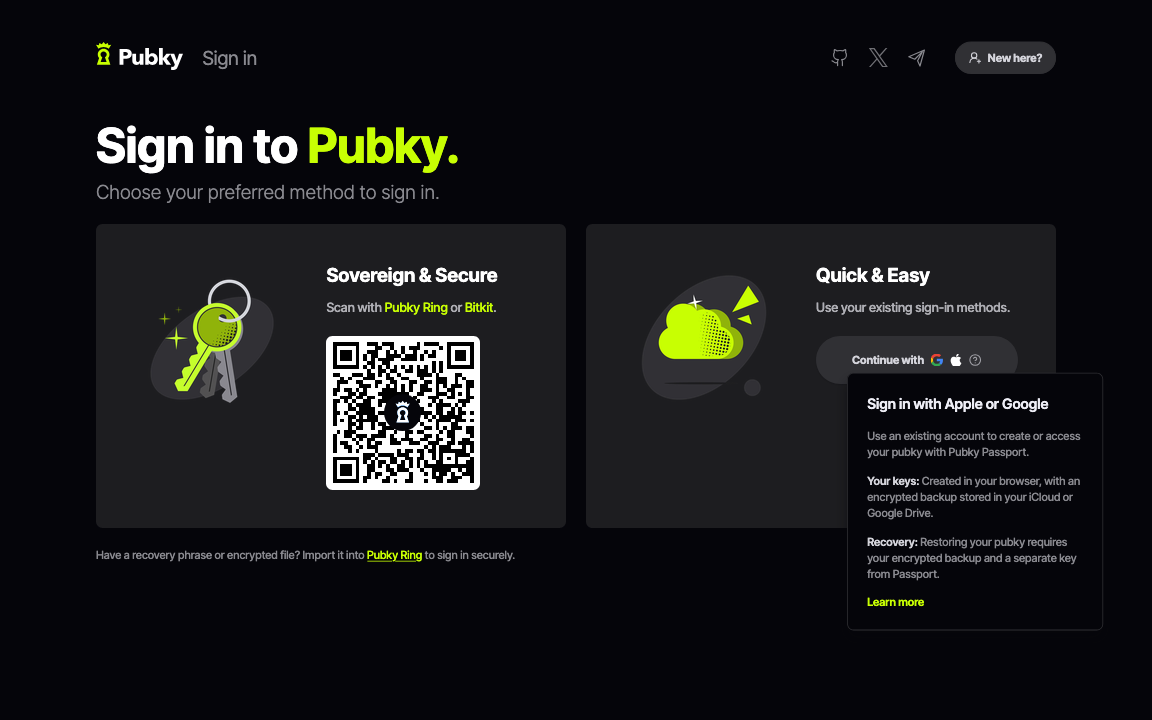 Pubky
Sign in
New here?
Sign in to Pubky.
Choose your preferred method to sign in.
Sovereign & Secure
Scan with Pubky Ring or Bitkit.
Quick & Easy
Use your existing sign-in methods.
Continue with
Sign in with Apple or Google
Use an existing account to create or access
your pubky with Pubky Passport.
Your keys: Created in your browser, with an
encrypted backup stored in your iCloud or
Google Drive.
Recovery: Restoring your pubky requires
your encrypted backup and a separate key
from Passport.
Learn more
Have a recovery phrase or encrypted file? Import it into Pubky Ring to sign in securely.